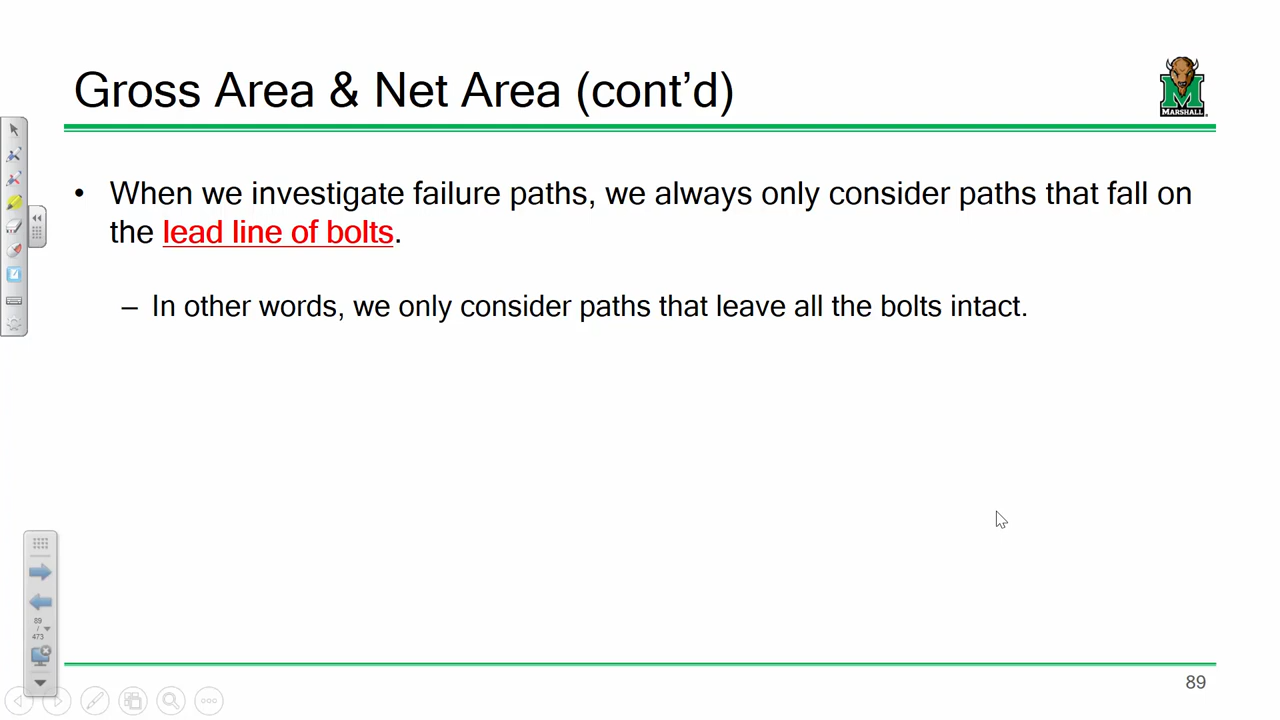 Gross Area & Net Area (cont’d)
MARSHALL
• When we investigate failure paths, we always only consider paths that fall on
the lead line of bolts.
– In other words, we only consider paths that leave all the bolts intact.
89
/
473
89